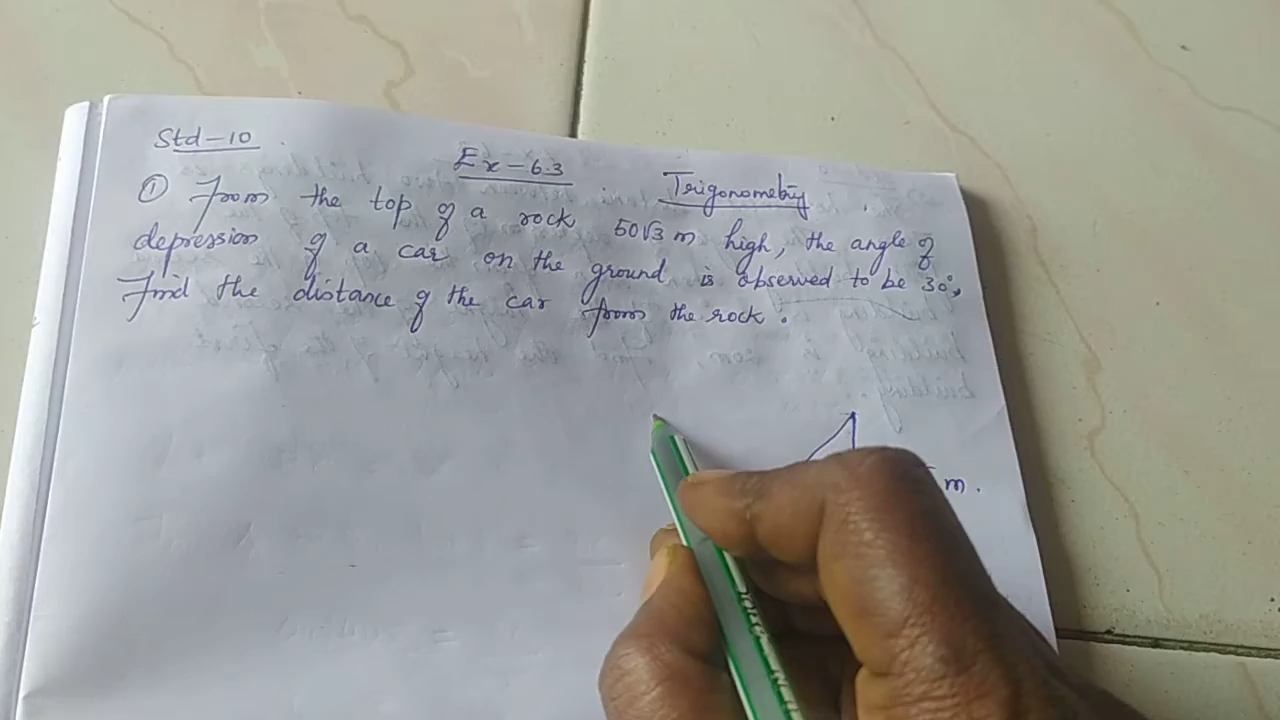 Std-10
Ex-6.3
Trigonometry
① From the top of a rock 50√3 m high, the angle of
depression of a car on the ground is observed to be 30°,
Find the distance of the car from the rock.
m.